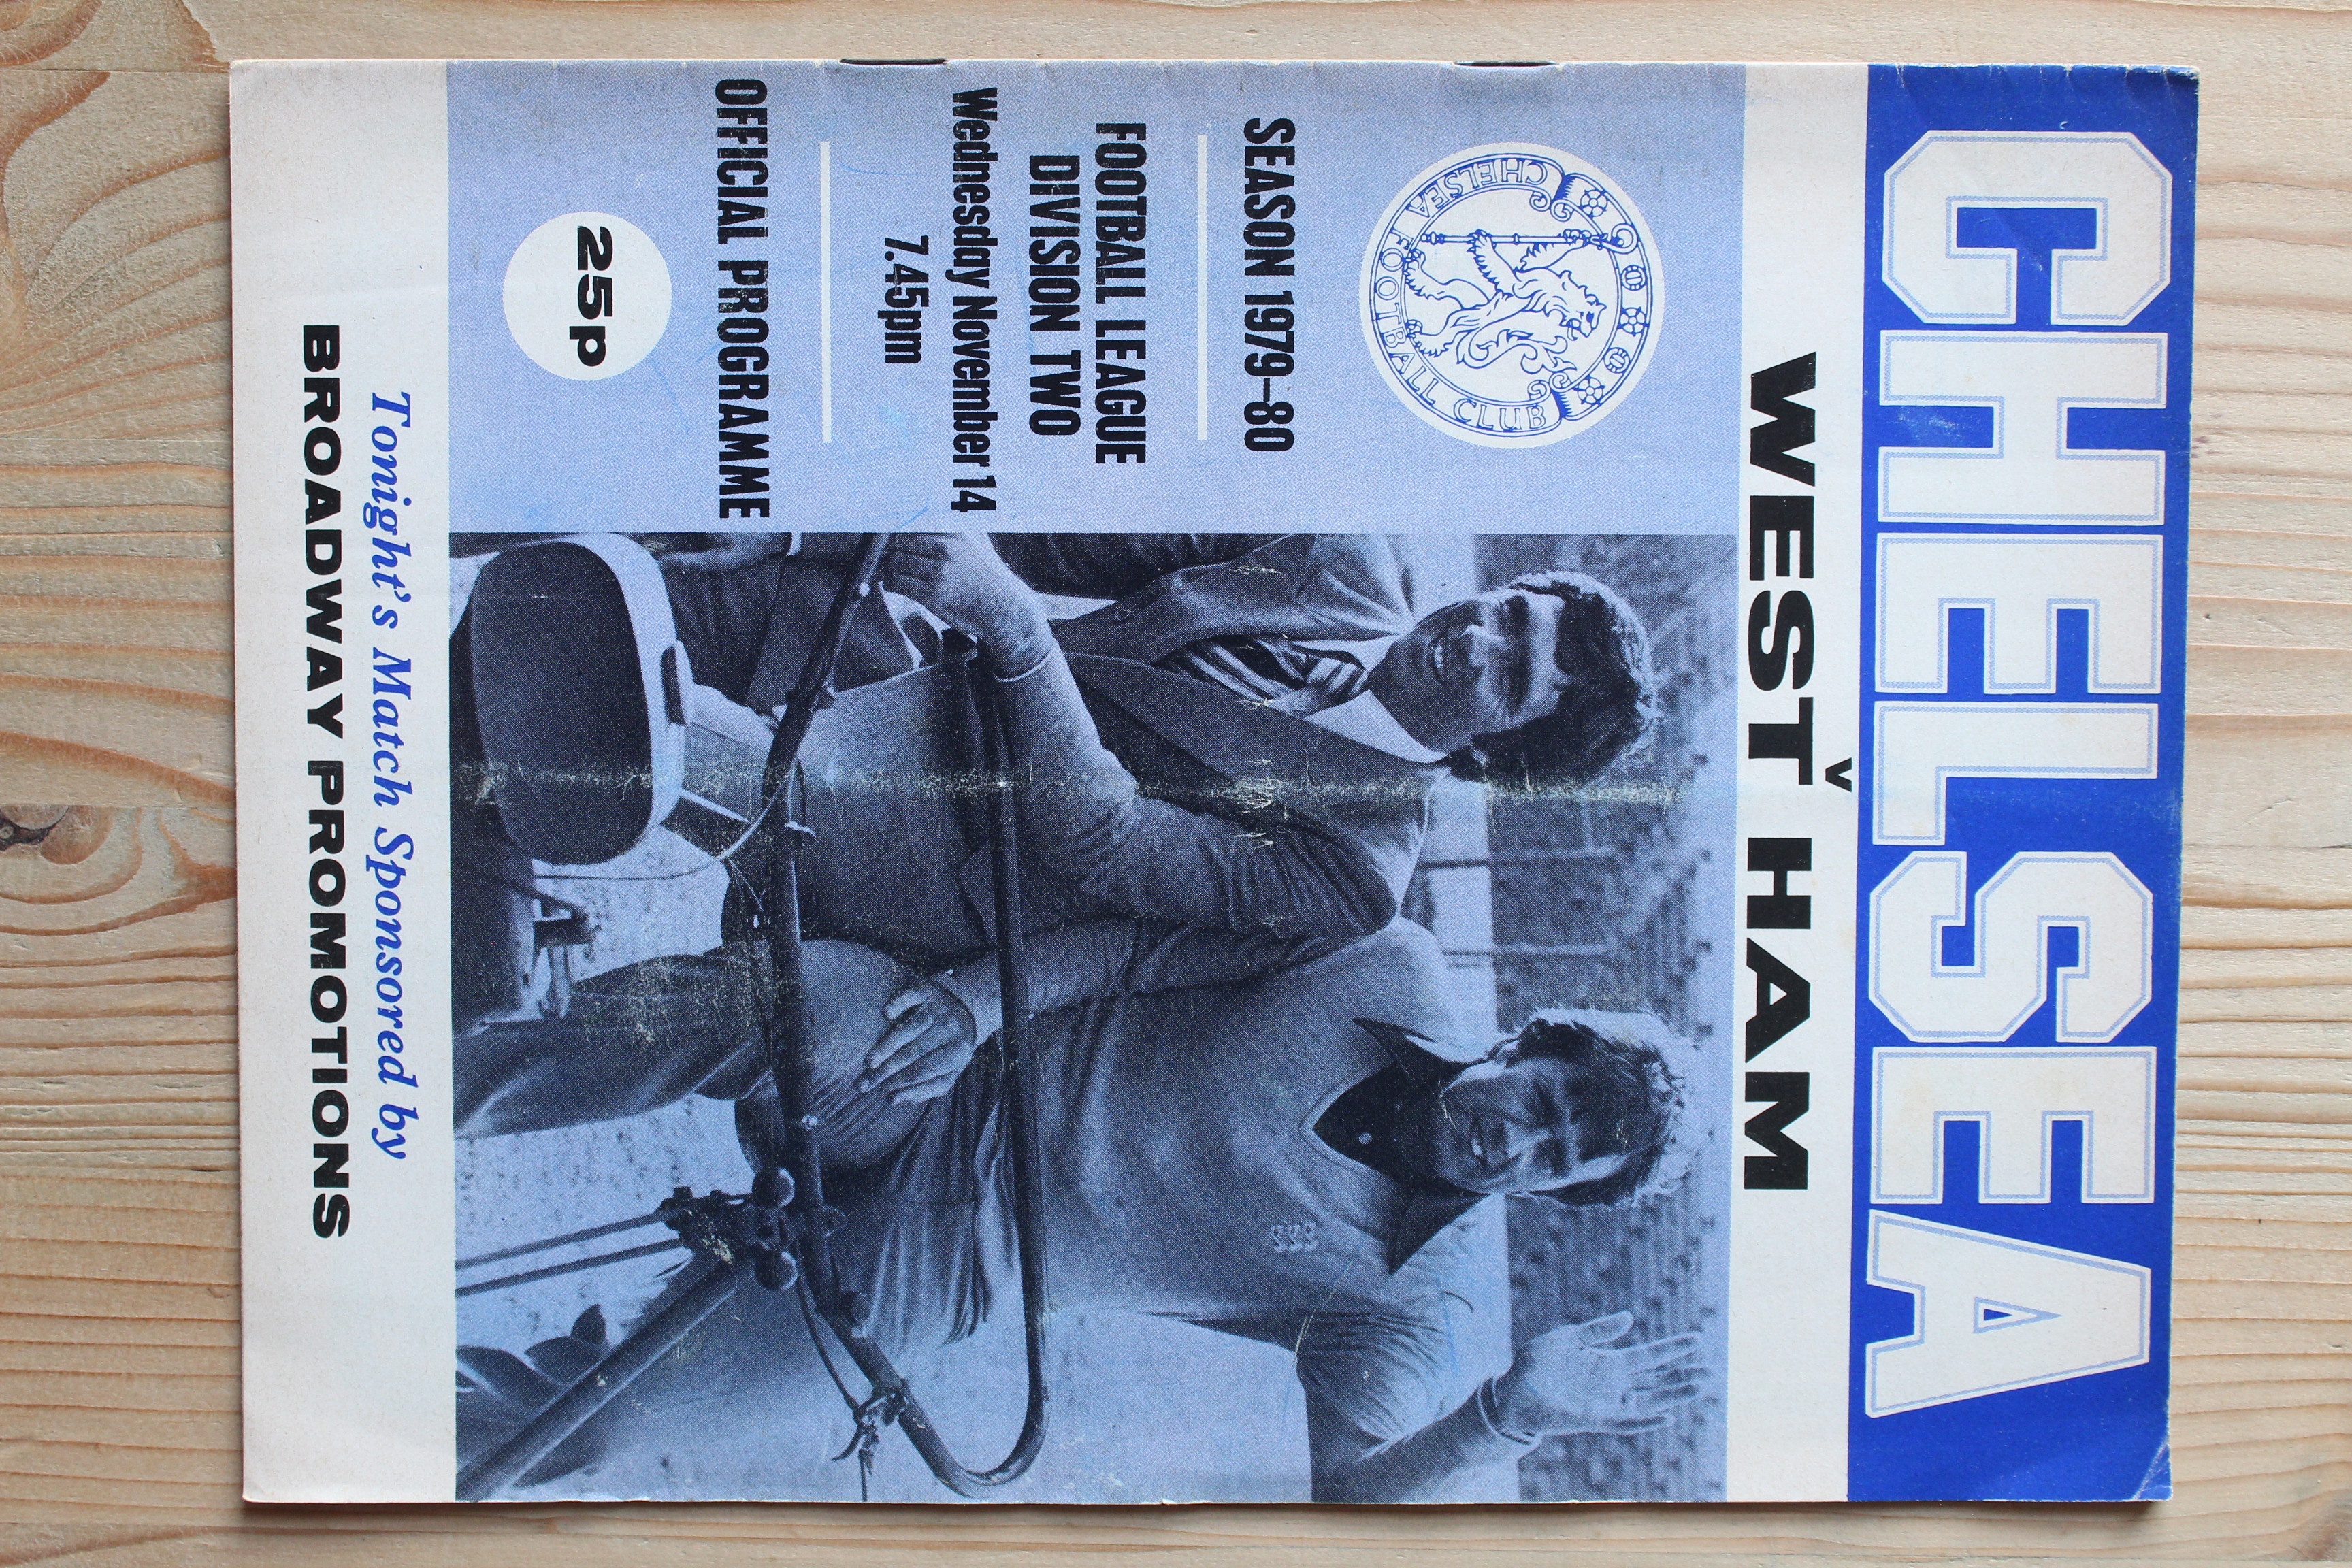 CHELSEA
v
WEST HAM
CHELSEA FOOTBALL CLUB
SEASON 1979–80
FOOTBALL LEAGUE
DIVISION TWO
Wednesday November 14
7.45pm
OFFICIAL PROGRAMME
25p
Tonight's Match Sponsored by
BROADWAY PROMOTIONS